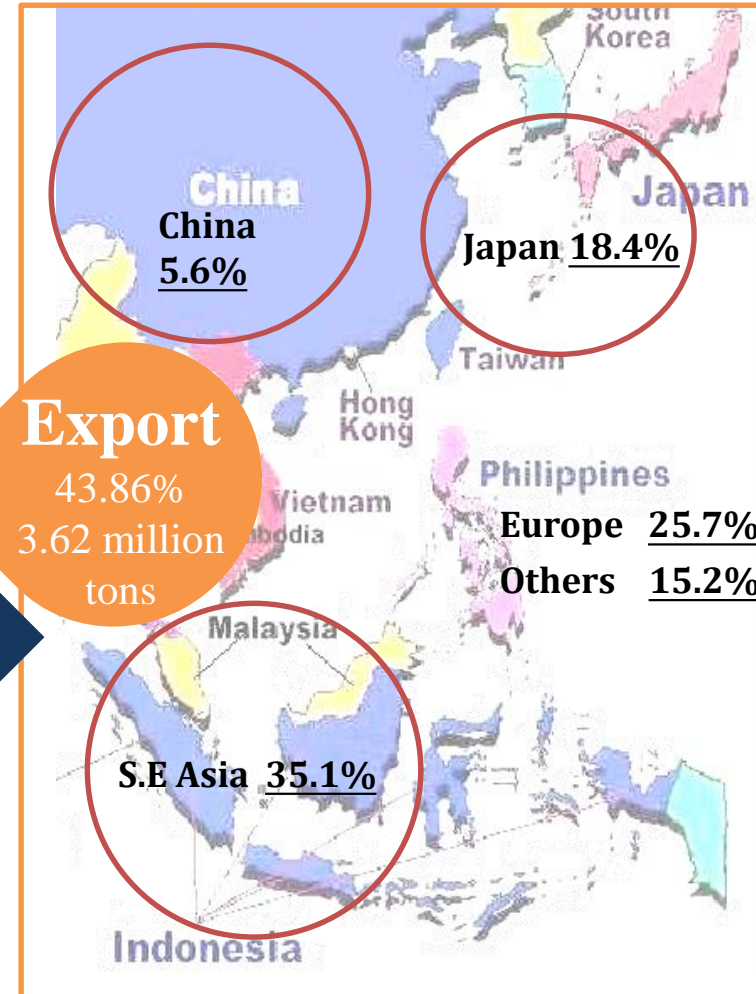 South
Korea
China
Japan
China
5.6%
Japan 18.4%
Taiwan
Hong
Kong
Export
43.86%
3.62 million
tons
Philippines
Vietnam
bodia
Europe 25.7%
Others 15.2%
Malaysia
S.E Asia 35.1%
Indonesia